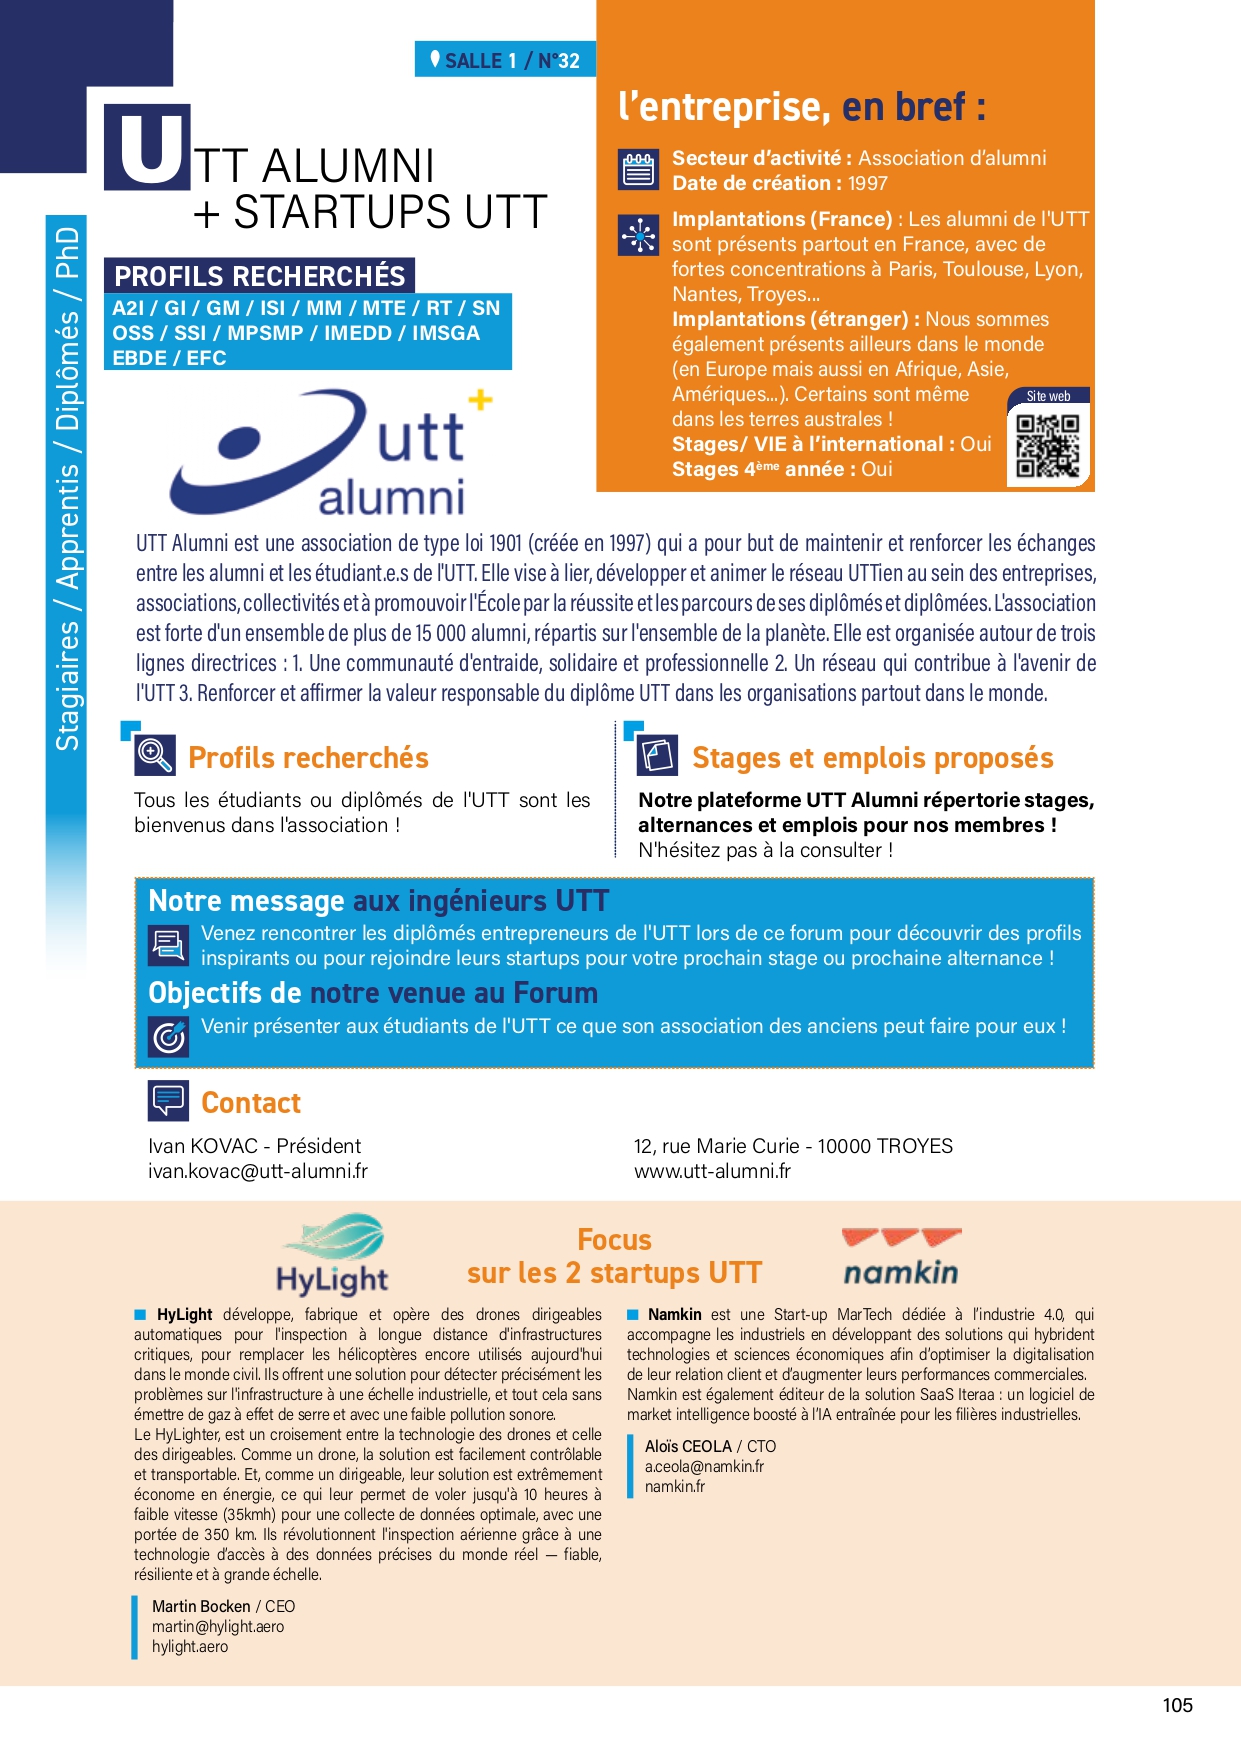 SALLE 1 / N°32
UTT ALUMNI
+ STARTUPS UTT
PROFILS RECHERCHÉS
A2I / GI / GM / ISI / MM / MTE / RT / SN
OSS / SSI / MPSMP / IMEDD / IMSGA
EBDE / EFC
Stagiaires / Apprentis / Diplômés / PhD
utt+
alumni
l'entreprise, en bref :
Secteur d'activité : Association d'alumni
Date de création : 1997
Implantations (France) : Les alumni de l'UTT
sont présents partout en France, avec de
fortes concentrations à Paris, Toulouse, Lyon,
Nantes, Troyes...
Implantations (étranger) : Nous sommes
également présents ailleurs dans le monde
(en Europe mais aussi en Afrique, Asie,
Amériques...). Certains sont même
dans les terres australes !
Stages/ VIE à l'international : Oui
Stages 4ème année : Oui
Site web
UTT Alumni est une association de type loi 1901 (créée en 1997) qui a pour but de maintenir et renforcer les échanges
entre les alumni et les étudiant.e.s de l'UTT. Elle vise à lier, développer et animer le réseau UTTien au sein des entreprises,
associations, collectivités et à promouvoir l'École par la réussite et les parcours de ses diplômés et diplômées. L'association
est forte d'un ensemble de plus de 15 000 alumni, répartis sur l'ensemble de la planète. Elle est organisée autour de trois
lignes directrices : 1. Une communauté d'entraide, solidaire et professionnelle 2. Un réseau qui contribue à l'avenir de
l'UTT 3. Renforcer et affirmer la valeur responsable du diplôme UTT dans les organisations partout dans le monde.
Profils recherchés
Tous les étudiants ou diplômés de l'UTT sont les
bienvenus dans l'association !
Stages et emplois proposés
Notre plateforme UTT Alumni répertorie stages,
alternances et emplois pour nos membres !
N'hésitez pas à la consulter !
Notre message aux ingénieurs UTT
Venez rencontrer les diplômés entrepreneurs de l'UTT lors de ce forum pour découvrir des profils
inspirants ou pour rejoindre leurs startups pour votre prochain stage ou prochaine alternance !
Objectifs de notre venue au Forum
Venir présenter aux étudiants de l'UTT ce que son association des anciens peut faire pour eux !
Contact
Ivan KOVAC - Président
ivan.kovac@utt-alumni.fr
12, rue Marie Curie - 10000 TROYES
www.utt-alumni.fr
HyLight
Focus
sur les 2 startups UTT
namkin
HyLight développe, fabrique et opère des drones dirigeables
automatiques pour l'inspection à longue distance d'infrastructures
critiques, pour remplacer les hélicoptères encore utilisés aujourd'hui
dans le monde civil. Ils offrent une solution pour détecter précisément les
problèmes sur l'infrastructure à une échelle industrielle, et tout cela sans
émettre de gaz à effet de serre et avec une faible pollution sonore.
Le HyLighter, est un croisement entre la technologie des drones et celle
des dirigeables. Comme un drone, la solution est facilement contrôlable
et transportable. Et, comme un dirigeable, leur solution est extrêmement
économe en énergie, ce qui leur permet de voler jusqu'à 10 heures à
faible vitesse (35kmh) pour une collecte de données optimale, avec une
portée de 350 km. Ils révolutionnent l'inspection aérienne grâce à une
technologie d'accès à des données précises du monde réel — fiable,
résiliente et à grande échelle.
Martin Bocken / CEO
martin@hylight.aero
hylight.aero
Namkin est une Start-up MarTech dédiée à l'industrie 4.0, qui
accompagne les industriels en développant des solutions qui hybrident
technologies et sciences économiques afin d'optimiser la digitalisation
de leur relation client et d'augmenter leurs performances commerciales.
Namkin est également éditeur de la solution SaaS Iteraa : un logiciel de
market intelligence boosté à l'IA entraînée pour les filières industrielles.
Aloïs CEOLA / CTO
a.ceola@namkin.fr
namkin.fr
105